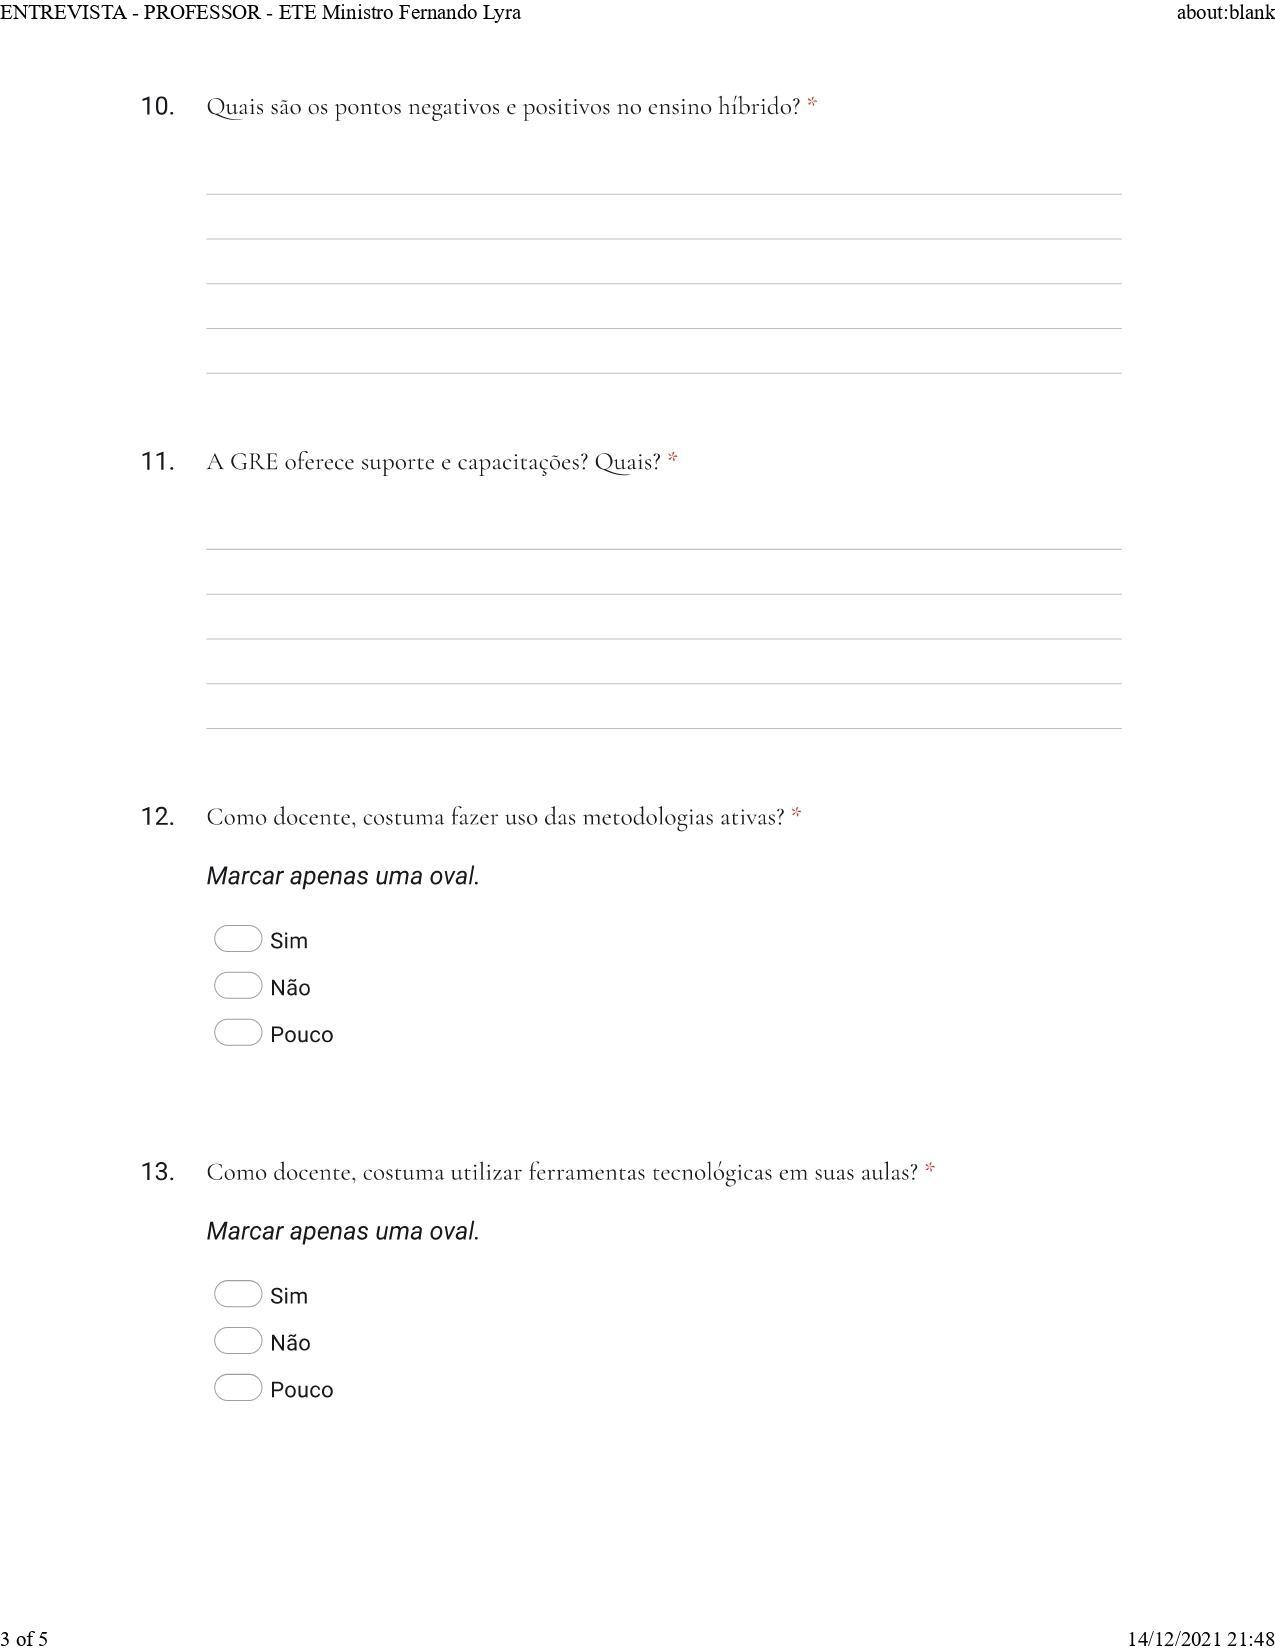 ENTREVISTA - PROFESSOR - ETE Ministro Fernando Lyra about:blank
10. Quais são os pontos negativos e positivos no ensino híbrido? *
11. A GRE oferece suporte e capacitações? Quais? *
12. Como docente, costuma fazer uso das metodologias ativas? *
Marcar apenas uma oval.
Sim
Não
Pouco
13. Como docente, costuma utilizar ferramentas tecnológicas em suas aulas? *
Marcar apenas uma oval.
Sim
Não
Pouco
3 of 5 14/12/2021 21:48